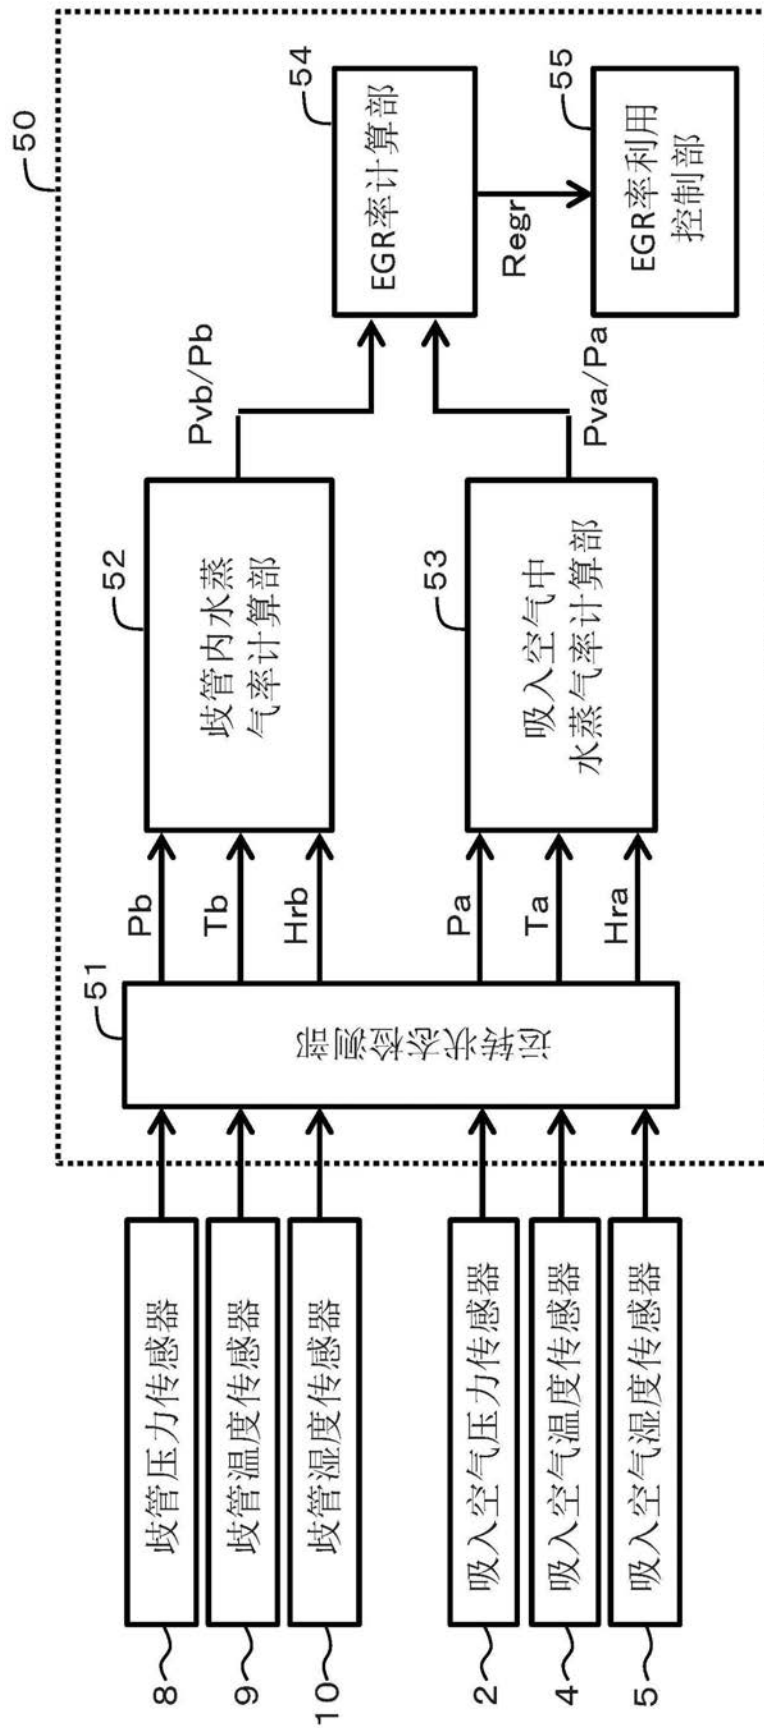 50
8
歧管压力传感器
9
歧管温度传感器
10
歧管湿度传感器
2
吸入空气压力传感器
4
吸入空气温度传感器
5
吸入空气湿度传感器
51
运转状态检测部
Pb
Tb
Hrb
Pa
Ta
Hra
52
歧管内水蒸
气率计算部
53
吸入空气中
水蒸气率计算部
Pvb/Pb
Pva/Pa
54
EGR率计算部
Regr
55
EGR率利用
控制部